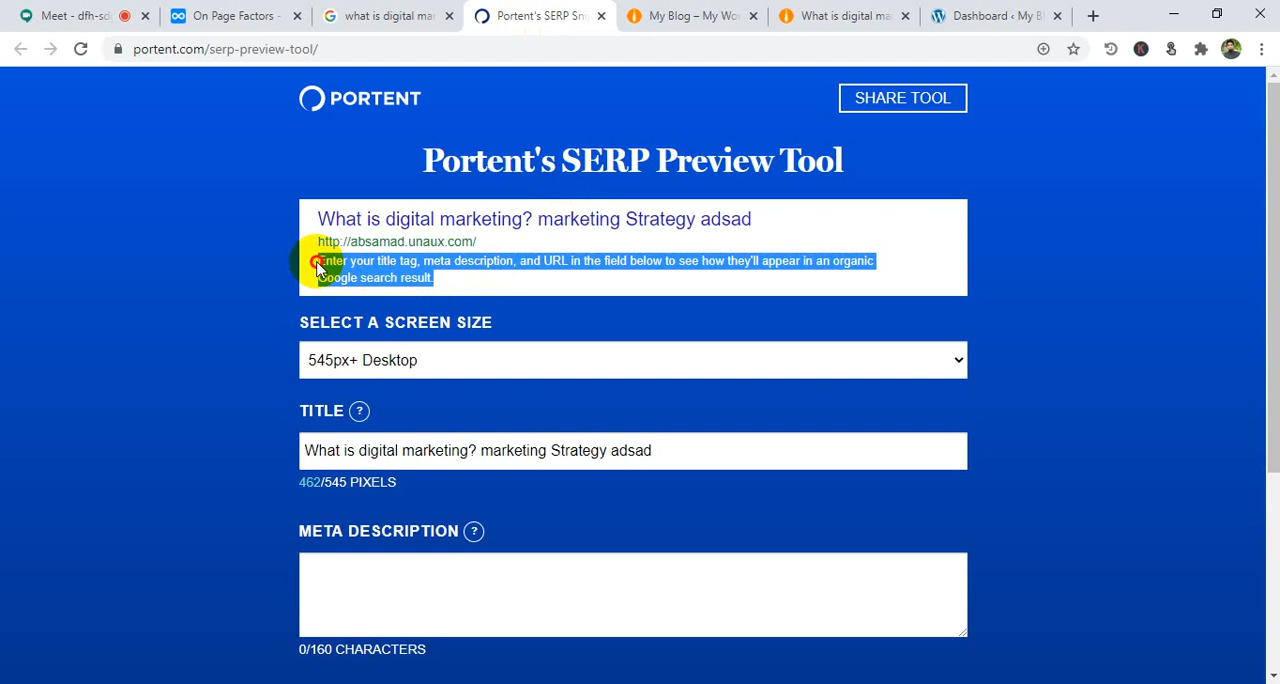 Meet - dfh-sd
On Page Factors -
what is digital mar
Portent's SERP Sn
My Blog – My Wo
What is digital ma
Dashboard ‹ My B
portent.com/serp-preview-tool/
PORTENT
SHARE TOOL
Portent's SERP Preview Tool
What is digital marketing? marketing Strategy adsad
http://absamad.unaux.com/
Enter your title tag, meta description, and URL in the field below to see how they'll appear in an organic
Google search result.
SELECT A SCREEN SIZE
545px+ Desktop
TITLE ?
What is digital marketing? marketing Strategy adsad
462/545 PIXELS
META DESCRIPTION ?
0/160 CHARACTERS